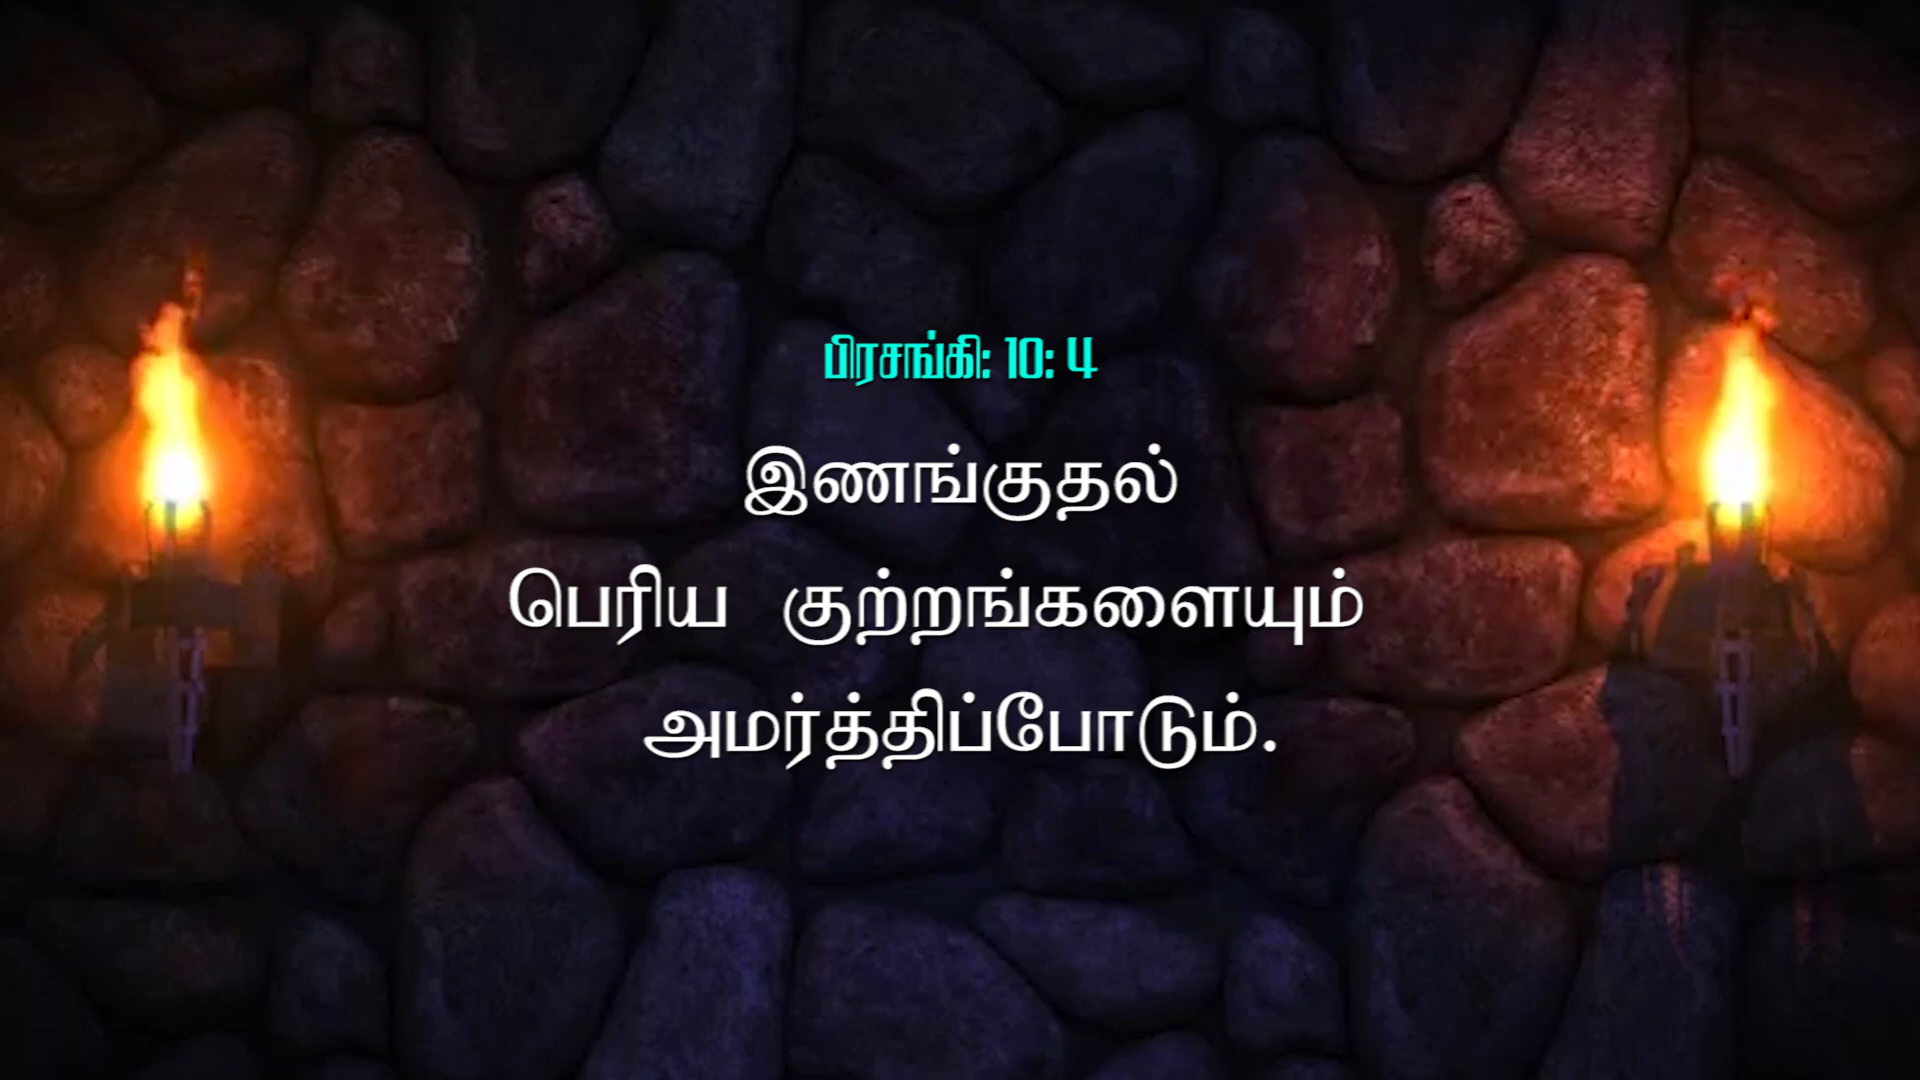 பிரசங்கி: 10: 4
இணங்குதல்
பெரிய குற்றங்களையும்
அமர்த்திப்போடும்.